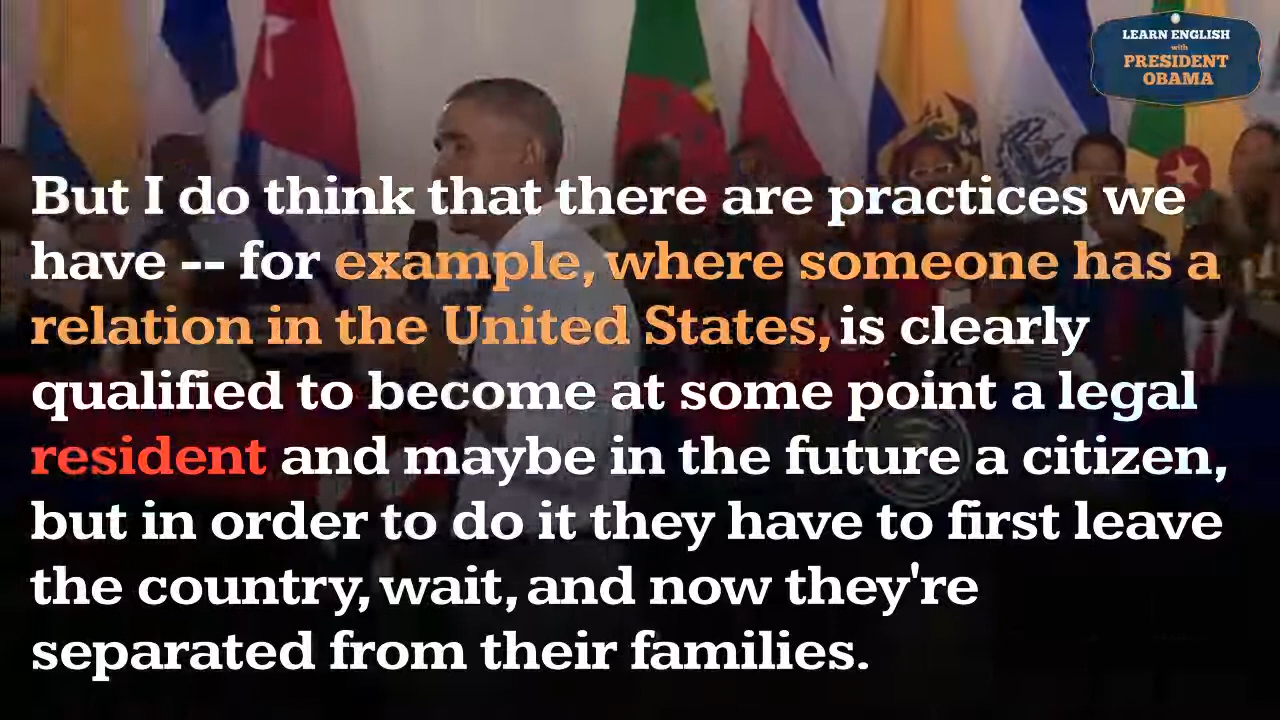 LEARN ENGLISH
with
PRESIDENT
OBAMA
But I do think that there are practices we
have -- for example, where someone has a
relation in the United States, is clearly
qualified to become at some point a legal
resident and maybe in the future a citizen,
but in order to do it they have to first leave
the country, wait, and now they're
separated from their families.